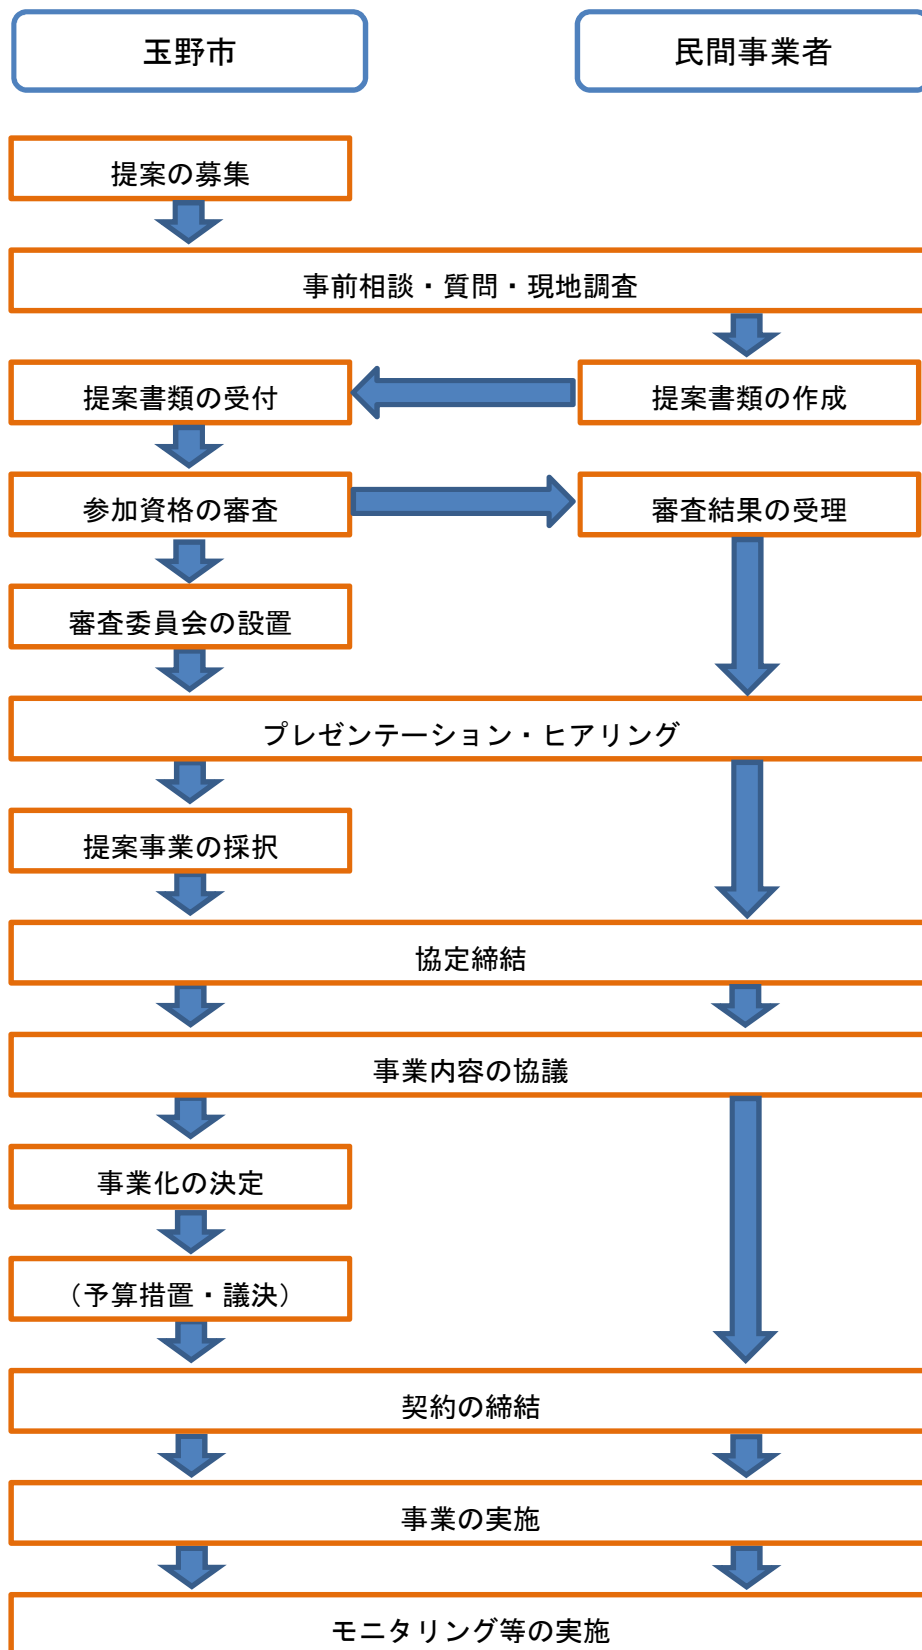 玉野市
民間事業者
提案の募集
事前相談・質問・現地調査
提案書類の受付
提案書類の作成
参加資格の審査
審査結果の受理
審査委員会の設置
プレゼンテーション・ヒアリング
提案事業の採択
協定締結
事業内容の協議
事業化の決定
（予算措置・議決）
契約の締結
事業の実施
モニタリング等の実施